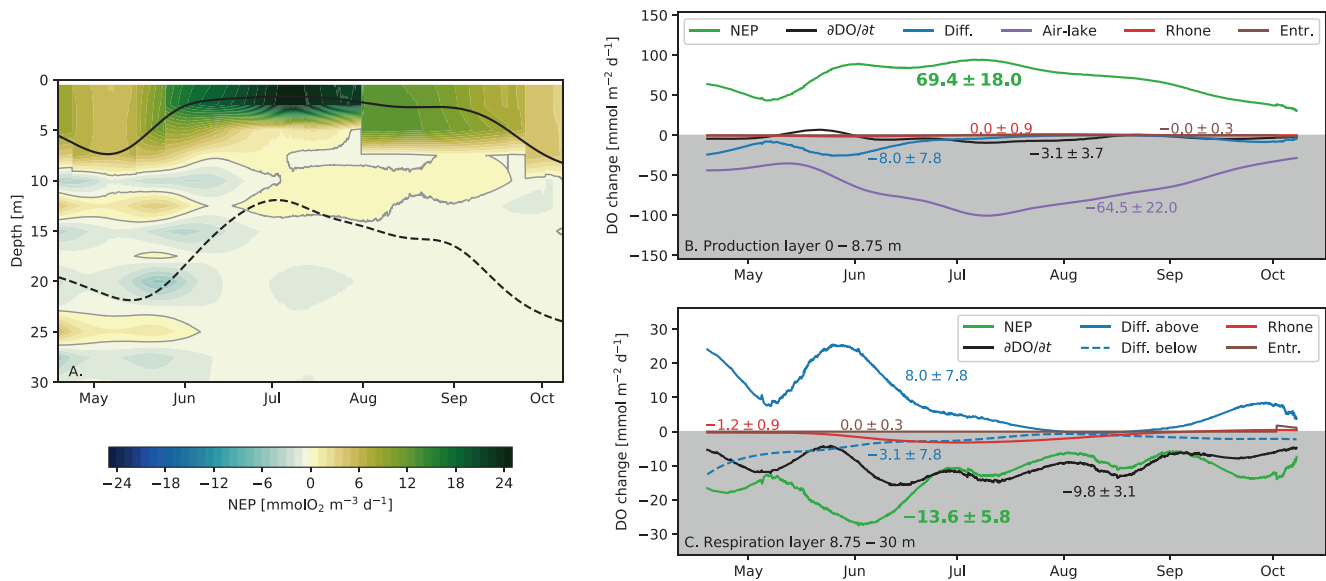 0
5
10
15
20
25
30
Depth [m]
A.
May Jun Jul Aug Sep Oct
−24 −18 −12 −6 0 6 12 18 24
NEP [mmolO₂ m⁻³ d⁻¹]
150
100
50
0
−50
−100
−150
DO change [mmol m⁻² d⁻¹]
NEP ∂DO/∂t Diff. Air-lake Rhone Entr.
69.4 ± 18.0
0.0 ± 0.9
−0.0 ± 0.3
−8.0 ± 7.8
−3.1 ± 3.7
−64.5 ± 22.0
B. Production layer 0 − 8.75 m
May Jun Jul Aug Sep Oct
30
20
10
0
−10
−20
−30
DO change [mmol m⁻² d⁻¹]
NEP Diff. above Rhone
∂DO/∂t Diff. below Entr.
8.0 ± 7.8
−1.2 ± 0.9
0.0 ± 0.3
−3.1 ± 7.8
−9.8 ± 3.1
−13.6 ± 5.8
C. Respiration layer 8.75 − 30 m
May Jun Jul Aug Sep Oct